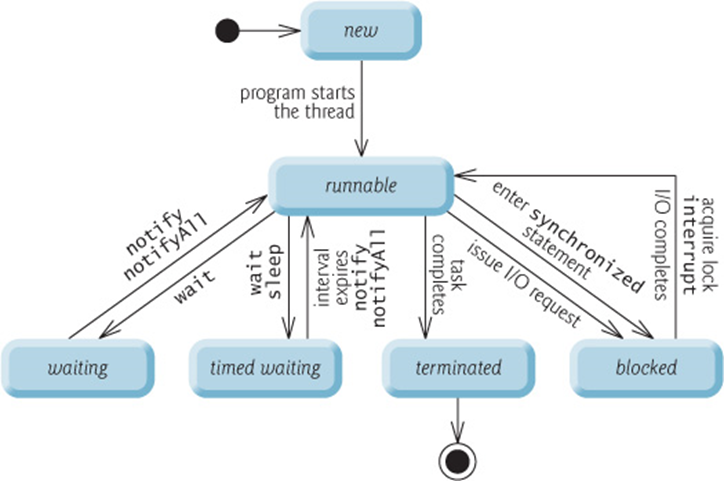 new
program starts
the thread
runnable
notify
notifyAll
wait
wait
sleep
interval
expires
notify
notifyAll
task
completes
enter synchronized
statement
issue I/O request
acquire lock
interrupt
I/O completes
waiting
timed waiting
terminated
blocked